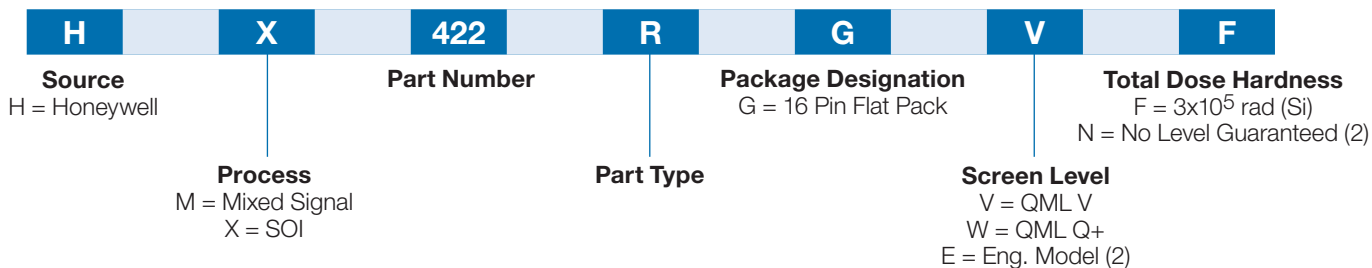 H X 422 R G V F
Source
H = Honeywell
Part Number
Package Designation
G = 16 Pin Flat Pack
Total Dose Hardness
F = 3x10⁵ rad (Si)
N = No Level Guaranteed (2)
Process
M = Mixed Signal
X = SOI
Part Type
Screen Level
V = QML V
W = QML Q+
E = Eng. Model (2)